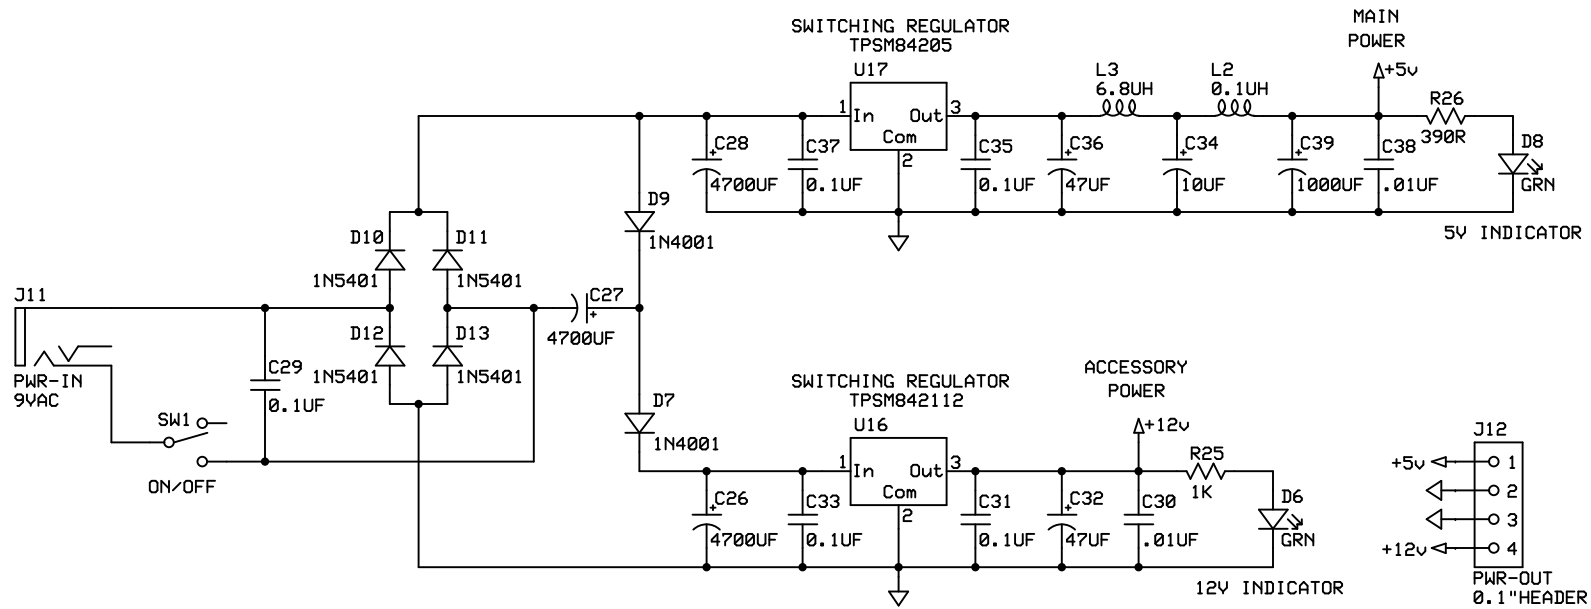 SWITCHING REGULATOR
TPSM84205
U17
1
In
Out
3
Com
2
MAIN
POWER
+5v
L3
6.8UH
L2
0.1UH
R26
390R
D8
GRN
5V INDICATOR
+
C28
4700UF
C37
0.1UF
C35
0.1UF
+
C36
47UF
+
C34
10UF
+
C39
1000UF
C38
.01UF
D9
1N4001
D10
1N5401
D11
1N5401
D12
1N5401
D13
1N5401
C27
+
4700UF
J11
PWR-IN
9VAC
C29
0.1UF
SW1
ON/OFF
D7
1N4001
SWITCHING REGULATOR
TPSM842112
U16
1
In
Out
3
Com
2
ACCESSORY
POWER
+12v
R25
1K
D6
GRN
12V INDICATOR
+
C26
4700UF
C33
0.1UF
C31
0.1UF
+
C32
47UF
C30
.01UF
J12
+5v
1
2
3
+12v
4
PWR-OUT
0.1"HEADER